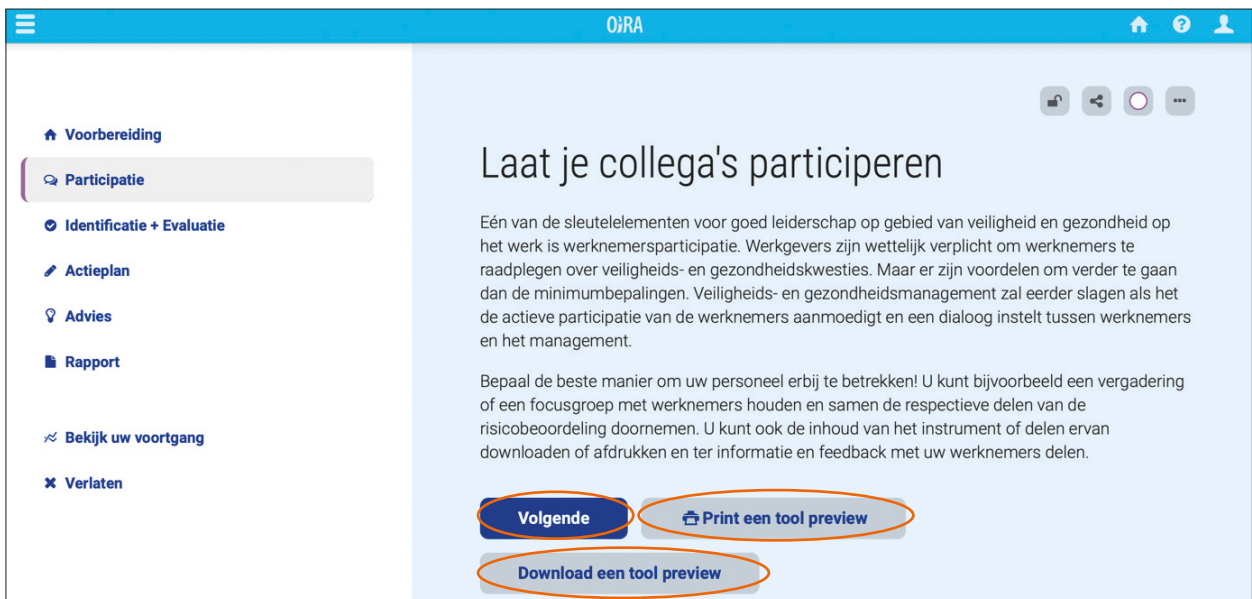 OiRA
Voorbereiding
Participatie
Identificatie + Evaluatie
Actieplan
Advies
Rapport
Bekijk uw voortgang
Verlaten
Laat je collega's participeren
Eén van de sleutelelementen voor goed leiderschap op gebied van veiligheid en gezondheid op
het werk is werknemersparticipatie. Werkgevers zijn wettelijk verplicht om werknemers te
raadplegen over veiligheids- en gezondheidskwesties. Maar er zijn voordelen om verder te gaan
dan de minimumbepalingen. Veiligheids- en gezondheidsmanagement zal eerder slagen als het
de actieve participatie van de werknemers aanmoedigt en een dialoog instelt tussen werknemers
en het management.
Bepaal de beste manier om uw personeel erbij te betrekken! U kunt bijvoorbeeld een vergadering
of een focusgroep met werknemers houden en samen de respectieve delen van de
risicobeoordeling doornemen. U kunt ook de inhoud van het instrument of delen ervan
downloaden of afdrukken en ter informatie en feedback met uw werknemers delen.
Volgende
Print een tool preview
Download een tool preview